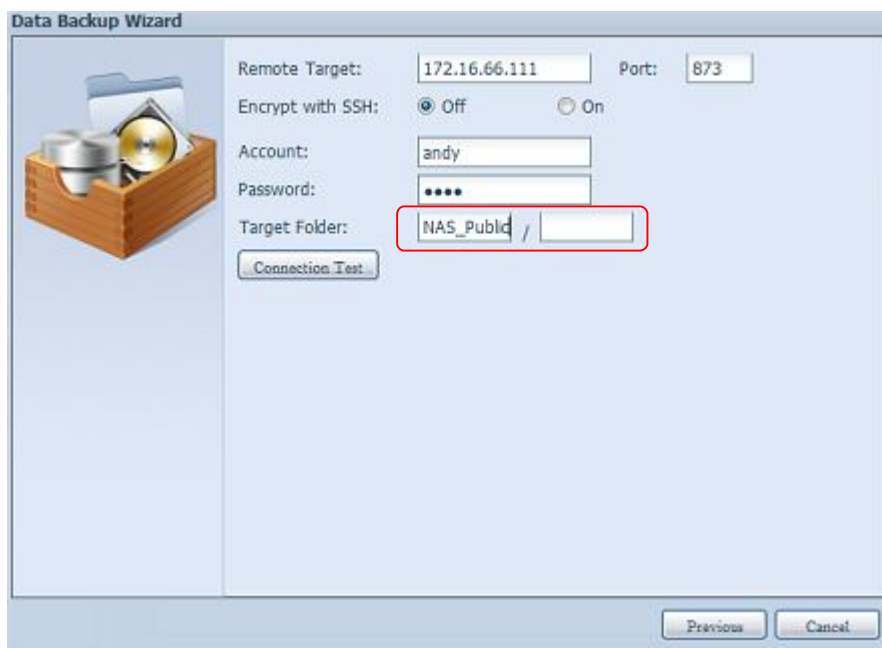 Data Backup Wizard
Remote Target: 172.16.66.111 Port: 873
Encrypt with SSH: Off On
Account: andy
Password: ••••
Target Folder: NAS_Public /
Connection Test
Previous Cancel